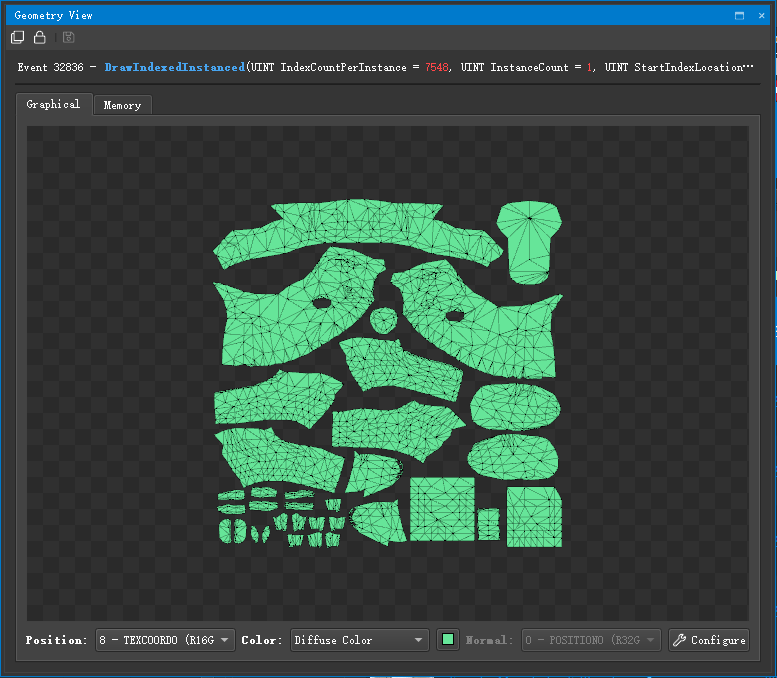 Geometry View
Event 32836 - DrawIndexedInstanced(UINT IndexCountPerInstance = 7548, UINT InstanceCount = 1, UINT StartIndexLocation···
Graphical Memory
Position: 8 - TEXCOORD0 (R16G Color: Diffuse Color Normal: 0 - POSITION0 (R32G Configure